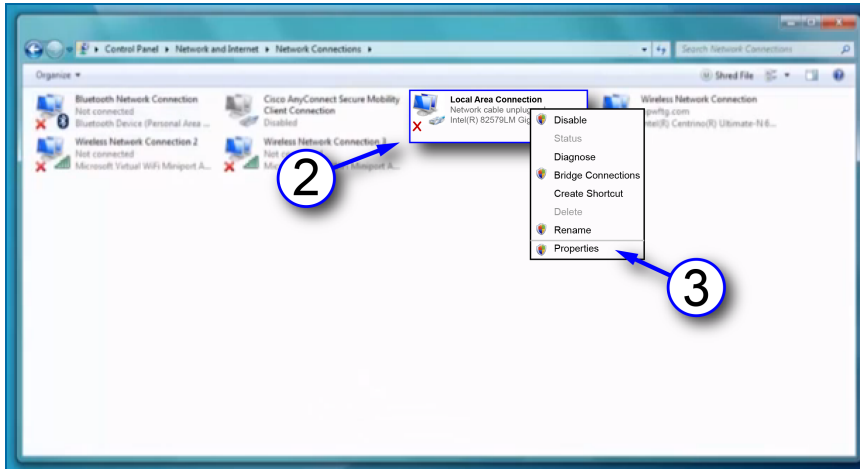 Control Panel ▸ Network and Internet ▸ Network Connections ▸
Search Network Connections
Organize
Shred File
Bluetooth Network Connection
Not connected
Bluetooth Device (Personal Area ...
Cisco AnyConnect Secure Mobility
Client Connection
Disabled
Local Area Connection
Network cable
Intel(R) 82579LM
Wireless Network Connection
Centrino(R) Ultimate-N 6...
Wireless Network Connection 2
Not connected
Microsoft Virtual WiFi Miniport A...
Wireless Network Connection 3
Not
Miniport A...
Disable
Status
Diagnose
Bridge Connections
Create Shortcut
Delete
Rename
Properties
2
3